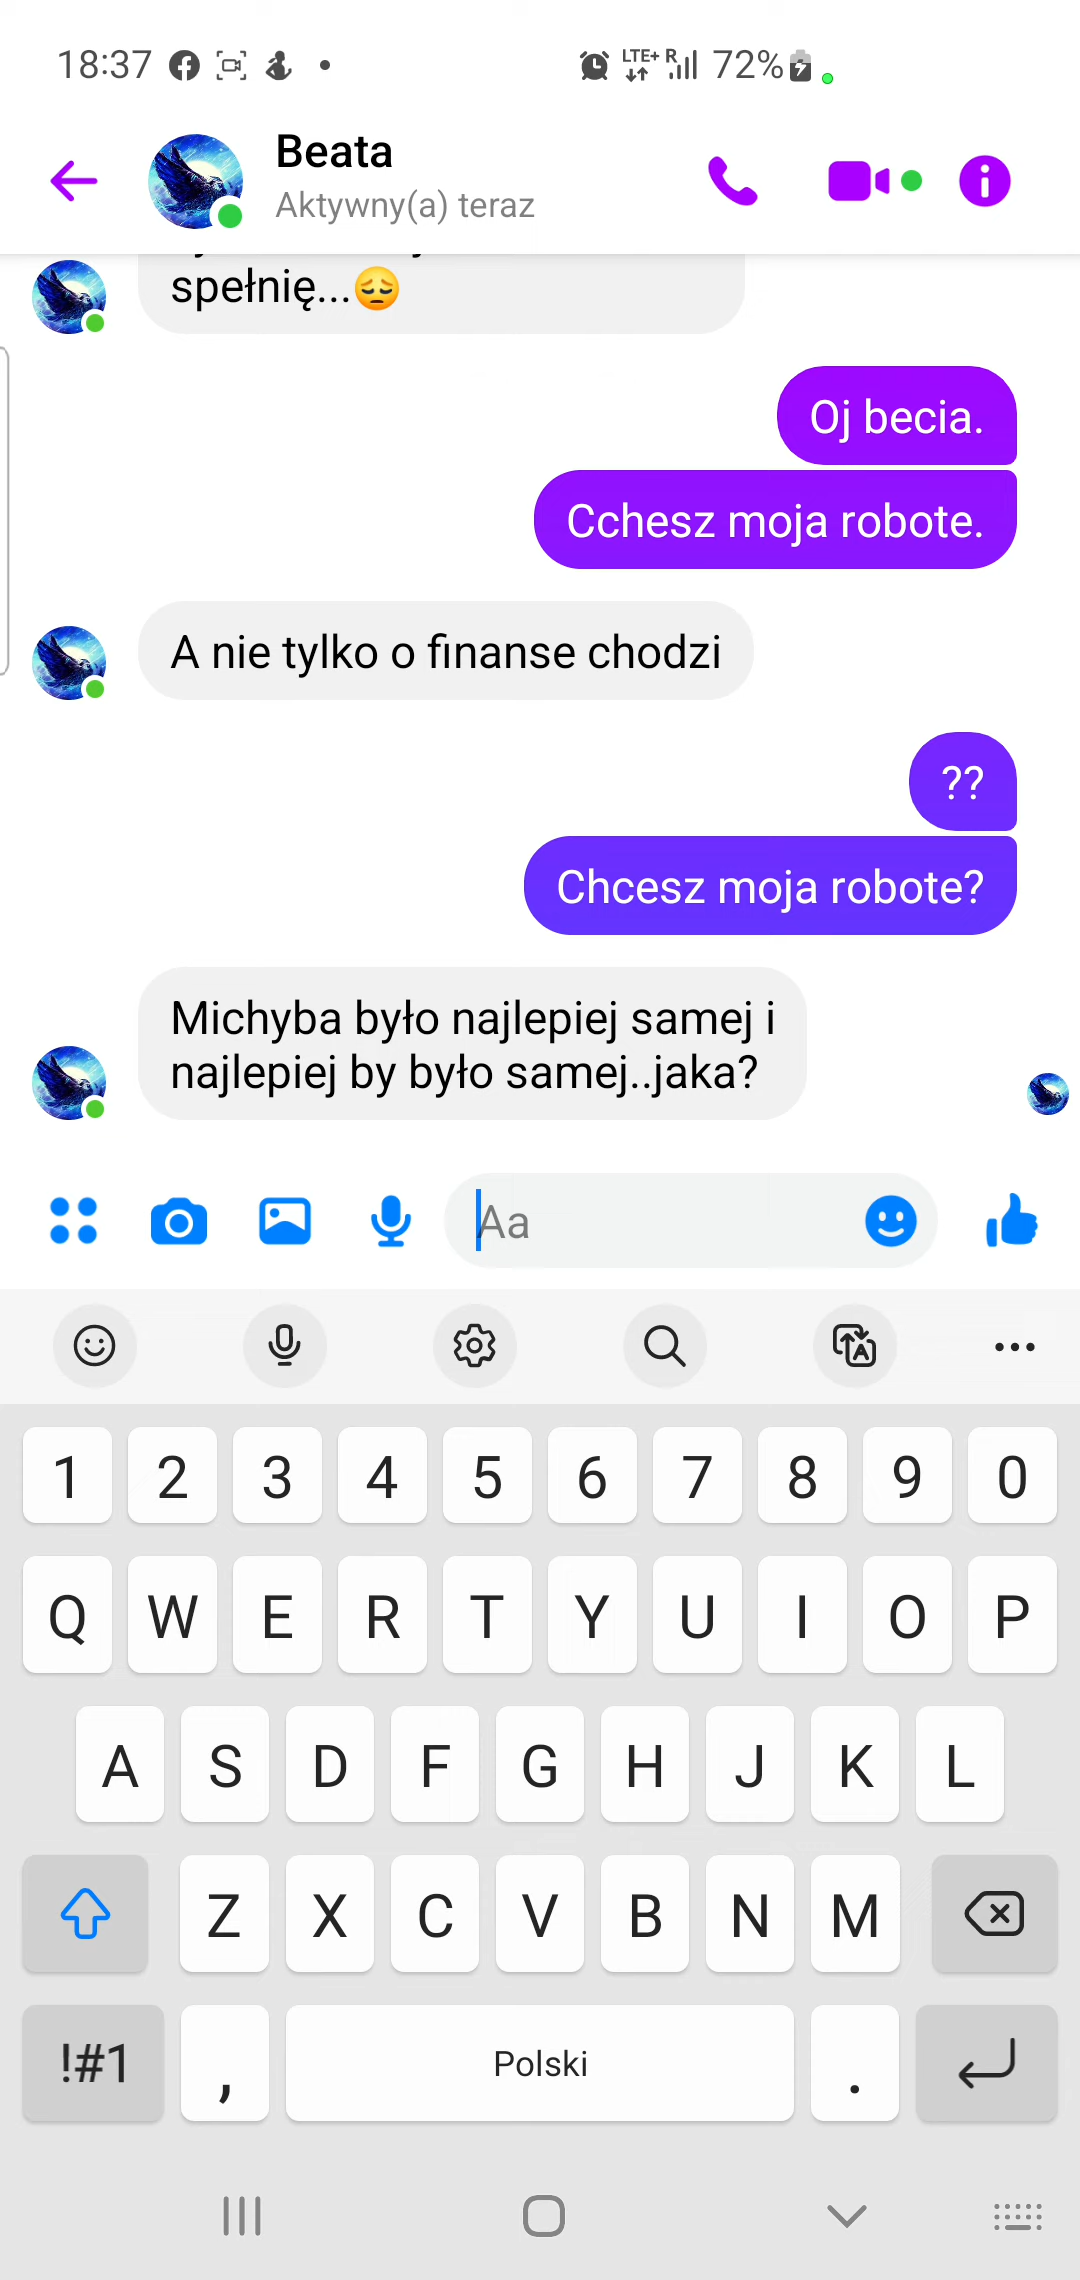 18:37 LTE+ R 72%
Beata
Aktywny(a) teraz
spełnię...😔
Oj becia.
Cchesz moja robote.
A nie tylko o finanse chodzi
??
Chcesz moja robote?
Michyba było najlepiej samej i
najlepiej by było samej..jaka?
Aa
1 2 3 4 5 6 7 8 9 0
Q W E R T Y U I O P
A S D F G H J K L
Z X C V B N M
!#1 , Polski .